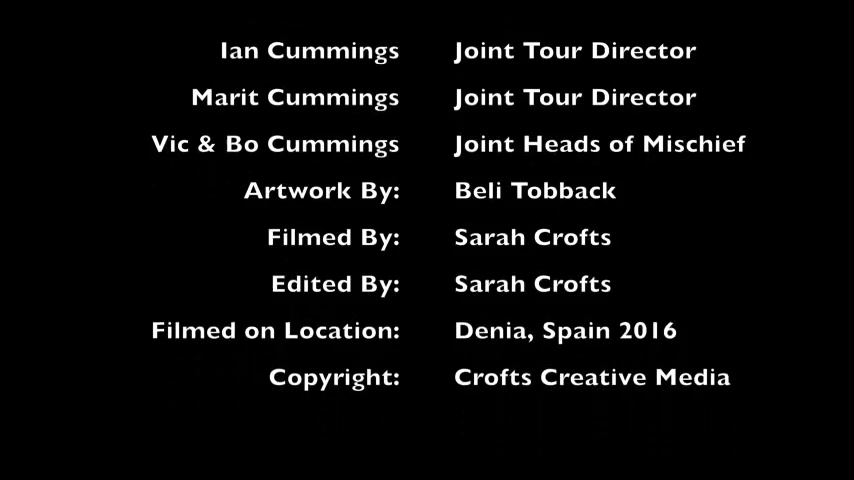 Ian Cummings Joint Tour Director
Marit Cummings Joint Tour Director
Vic & Bo Cummings Joint Heads of Mischief
Artwork By: Beli Tobback
Filmed By: Sarah Crofts
Edited By: Sarah Crofts
Filmed on Location: Denia, Spain 2016
Copyright: Crofts Creative Media